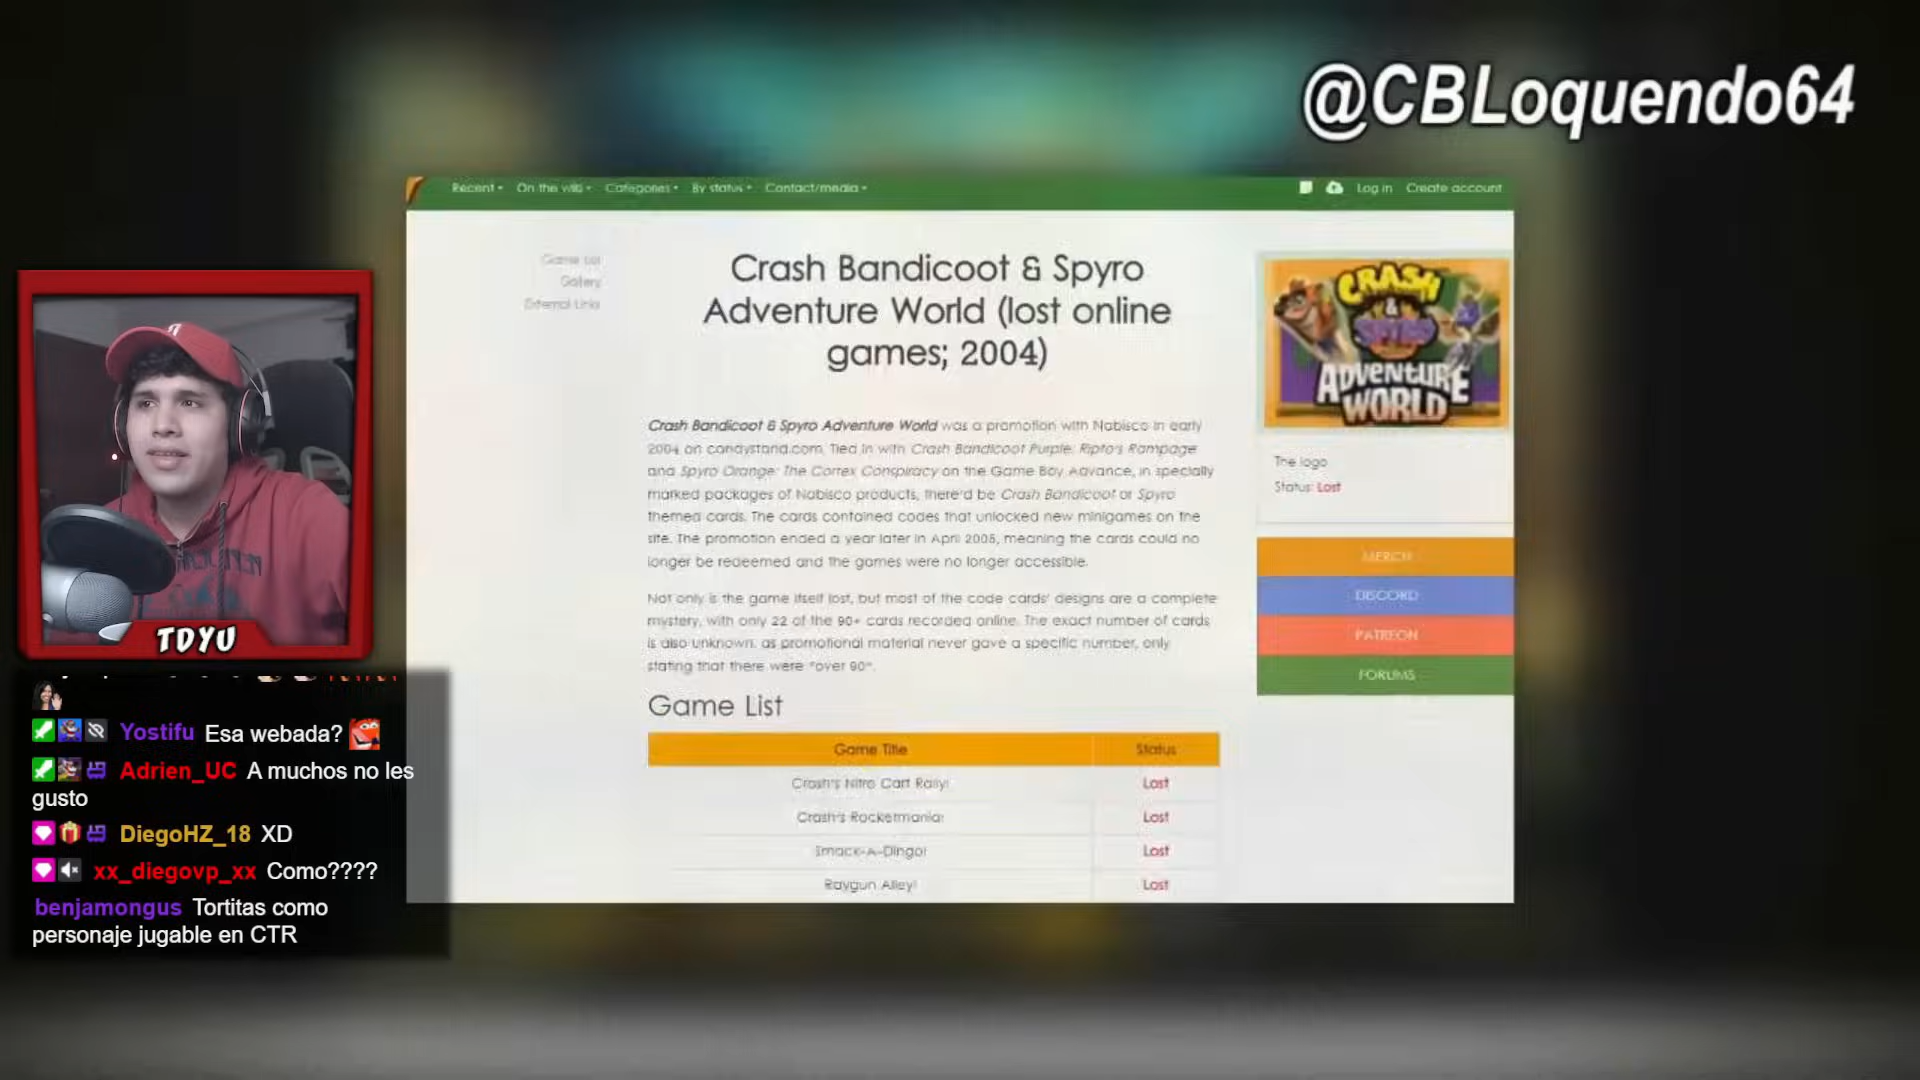 @CBLoquendo64
Recent On the wiki Categories By status Contact/media Log in Create account
Game List
Gallery
External Links
Crash Bandicoot & Spyro
Adventure World (lost online
games; 2004)
CRASH
&
SPYRO
ADVENTURE
WORLD
The logo
Status: Lost
MERCH
DISCORD
PATREON
FORUMS
Crash Bandicoot & Spyro Adventure World was a promotion with Nabisco in early
2004 on candystand.com. Tied in with Crash Bandicoot Purple: Ripto's Rampage
and Spyro Orange: The Cortex Conspiracy on the Game Boy Advance, in specially
marked packages of Nabisco products, there'd be Crash Bandicoot or Spyro
themed cards. The cards contained codes that unlocked new minigames on the
site. The promotion ended a year later in April 2005, meaning the cards could no
longer be redeemed and the games were no longer accessible.
Not only is the game itself lost, but most of the code cards' designs are a complete
mystery, with only 22 of the 90+ cards recorded online. The exact number of cards
is also unknown, as promotional material never gave a specific number, only
stating that there were "over 90".
Game List
Game Title Status
Crash's Nitro Cart Rally! Lost
Crash's Rocketmania! Lost
Smack-A-Dingo! Lost
Raygun Alley! Lost
TDYU
Yostifu Esa webada?
Adrien_UC A muchos no les
gusto
DiegoHZ_18 XD
xx_diegovp_xx Como????
benjamongus Tortitas como
personaje jugable en CTR